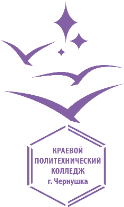 КРАЕВОЙ
ПОЛИТЕХНИЧЕСКИЙ
КОЛЛЕДЖ
г. Чернушка